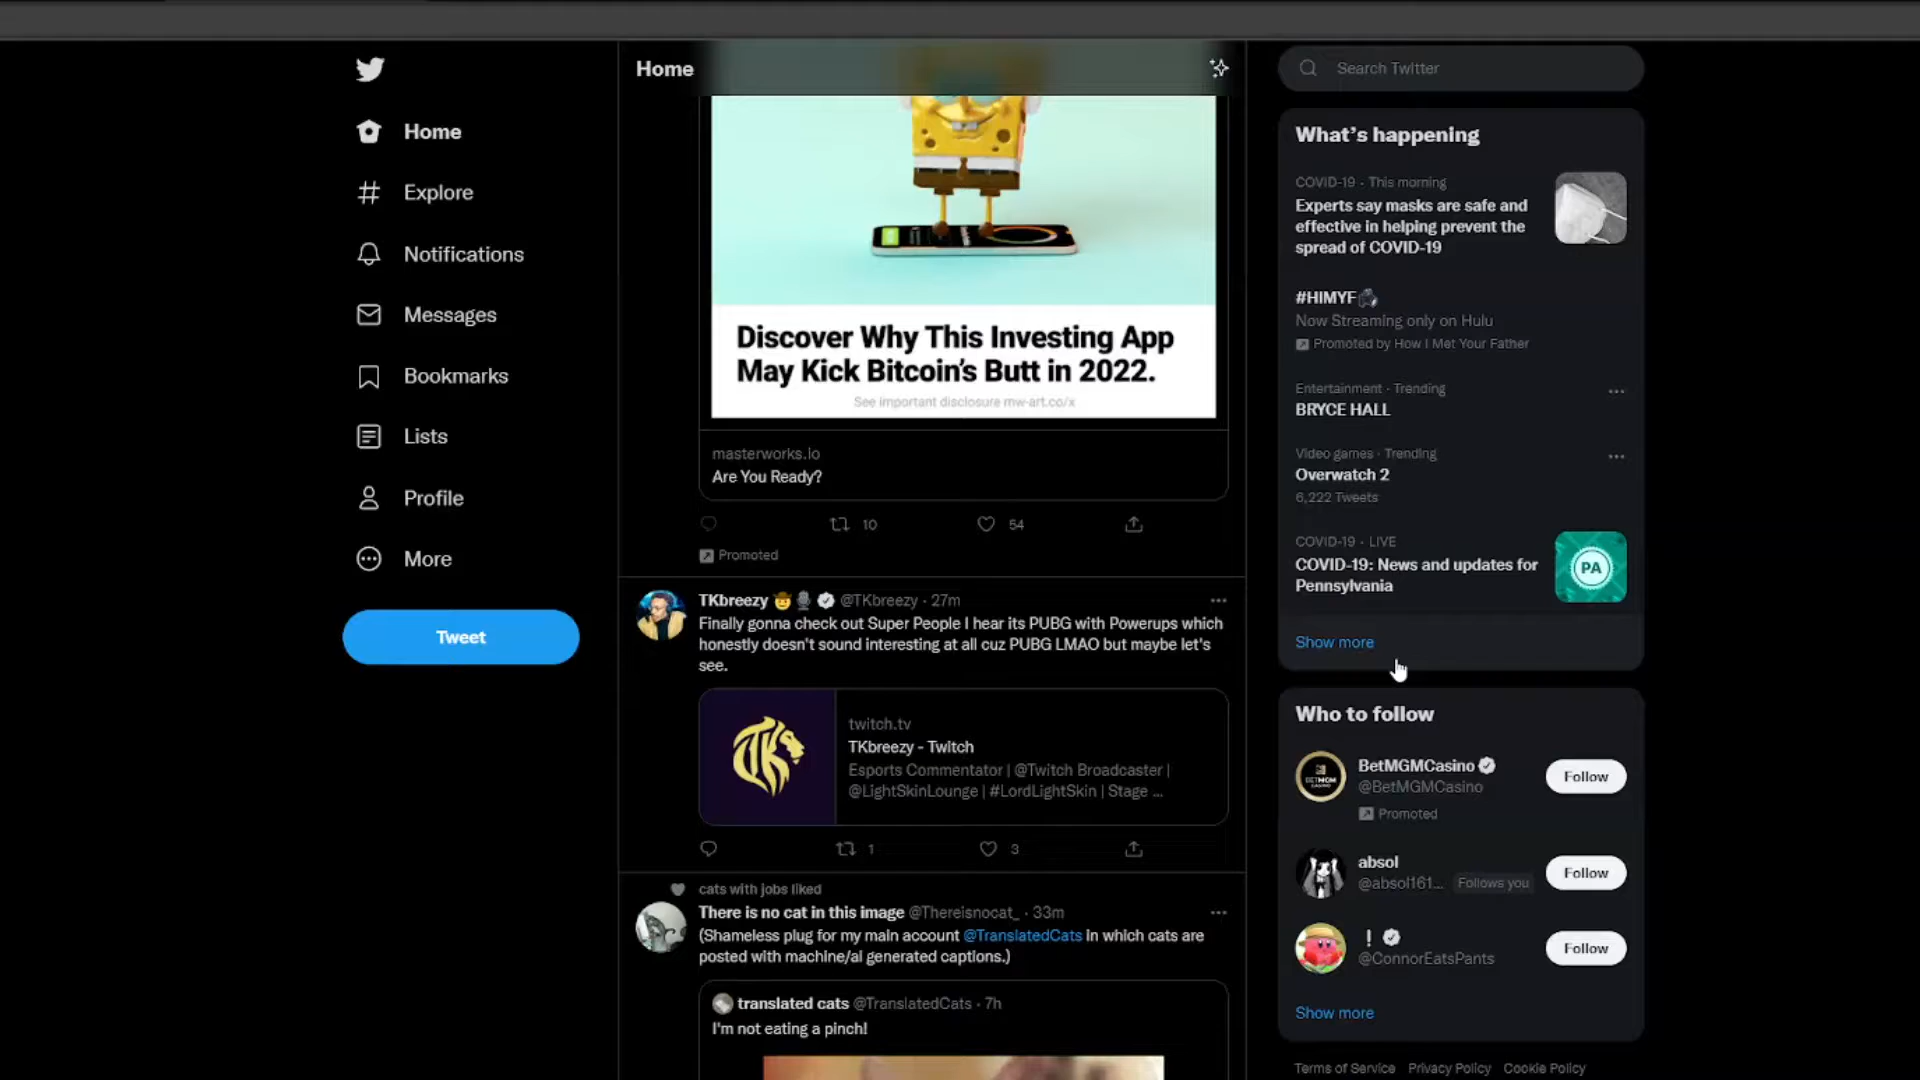 Home
Explore
Notifications
Messages
Bookmarks
Lists
Profile
More
Tweet
Home
Discover Why This Investing App
May Kick Bitcoin's Butt in 2022.
See important disclosure mw-art.co/x
masterworks.io
Are You Ready?
10
54
Promoted
TKbreezy 🤠🎙 @TKbreezy · 27m
Finally gonna check out Super People I hear its PUBG with Powerups which
honestly doesn't sound interesting at all cuz PUBG LMAO but maybe let's
see.
TK
twitch.tv
TKbreezy - Twitch
Esports Commentator | @Twitch Broadcaster |
@LightSkinLounge | #LordLightSkin | Stage ...
1
3
cats with jobs liked
There is no cat in this image @Thereisnocat_ · 33m
(Shameless plug for my main account @TranslatedCats in which cats are
posted with machine/ai generated captions.)
translated cats @TranslatedCats · 7h
I'm not eating a pinch!
Search Twitter
What's happening
COVID-19 · This morning
Experts say masks are safe and
effective in helping prevent the
spread of COVID-19
#HIMYF
Now Streaming only on Hulu
Promoted by How I Met Your Father
Entertainment · Trending
BRYCE HALL
Video games · Trending
Overwatch 2
6,222 Tweets
COVID-19 · LIVE
COVID-19: News and updates for
Pennsylvania
PA
Show more
Who to follow
BETMGM
BetMGMCasino
@BetMGMCasino
Promoted
Follow
absol
@absol161... Follows you
Follow
!
@ConnorEatsPants
Follow
Show more
Terms of Service Privacy Policy Cookie Policy